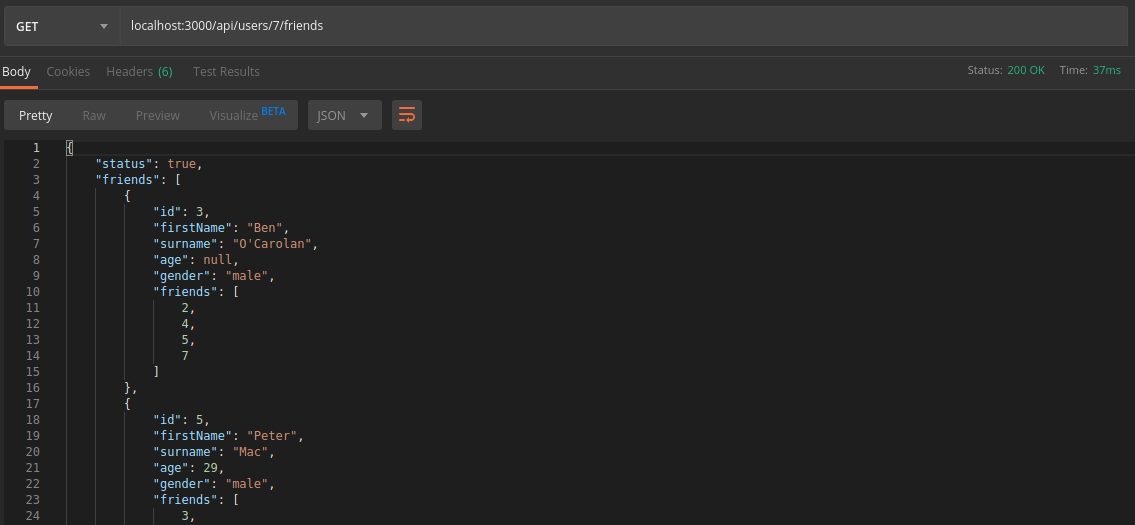 GET localhost:3000/api/users/7/friends
Body Cookies Headers (6) Test Results Status: 200 OK Time: 37ms
Pretty Raw Preview Visualize BETA JSON
1 {
2 "status": true,
3 "friends": [
4 {
5 "id": 3,
6 "firstName": "Ben",
7 "surname": "O'Carolan",
8 "age": null,
9 "gender": "male",
10 "friends": [
11 2,
12 4,
13 5,
14 7
15 ]
16 },
17 {
18 "id": 5,
19 "firstName": "Peter",
20 "surname": "Mac",
21 "age": 29,
22 "gender": "male",
23 "friends": [
24 3,